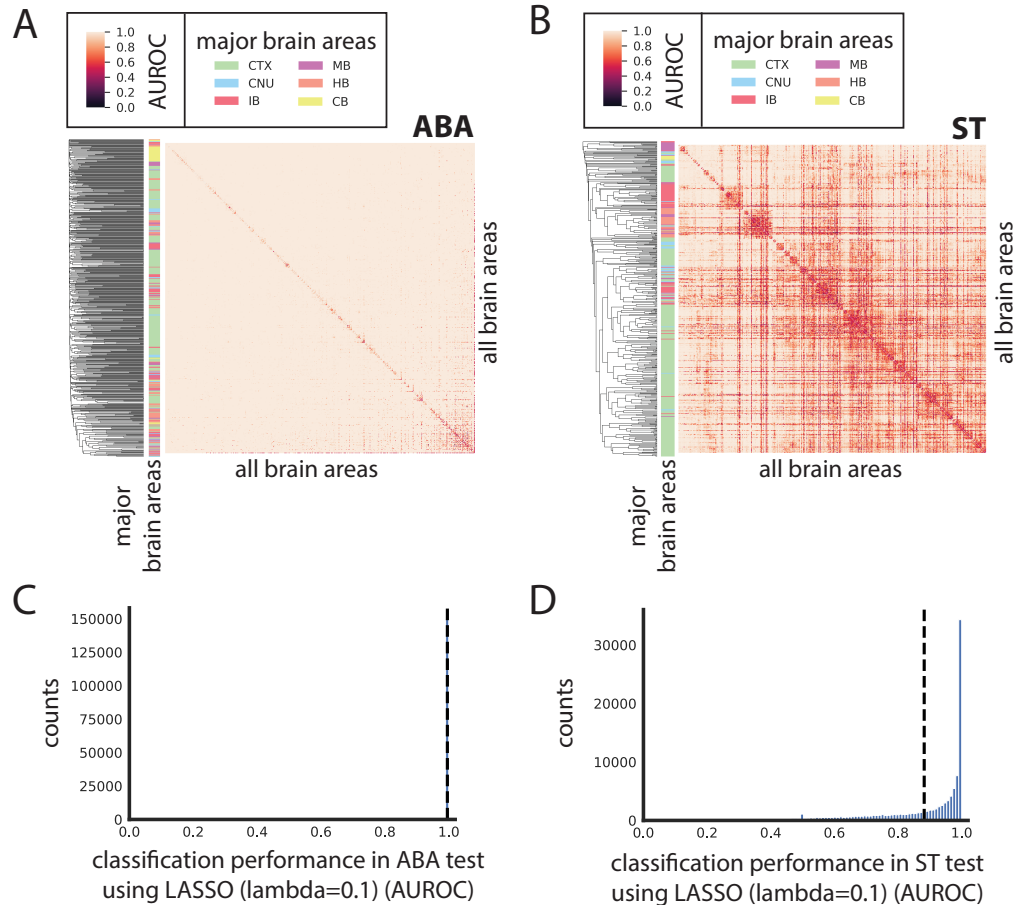 A
1.0
0.8
0.6
0.4
0.2
0.0
AUROC
major brain areas
CTX
MB
CNU
HB
IB
CB
ABA
all brain areas
all brain areas
major
brain areas
B
1.0
0.8
0.6
0.4
0.2
0.0
AUROC
major brain areas
CTX
MB
CNU
HB
IB
CB
ST
all brain areas
all brain areas
major
brain areas
C
150000
125000
100000
75000
50000
25000
0
counts
0.0 0.2 0.4 0.6 0.8 1.0
classification performance in ABA test
using LASSO (lambda=0.1) (AUROC)
D
30000
20000
10000
0
counts
0.0 0.2 0.4 0.6 0.8 1.0
classification performance in ST test
using LASSO (lambda=0.1) (AUROC)